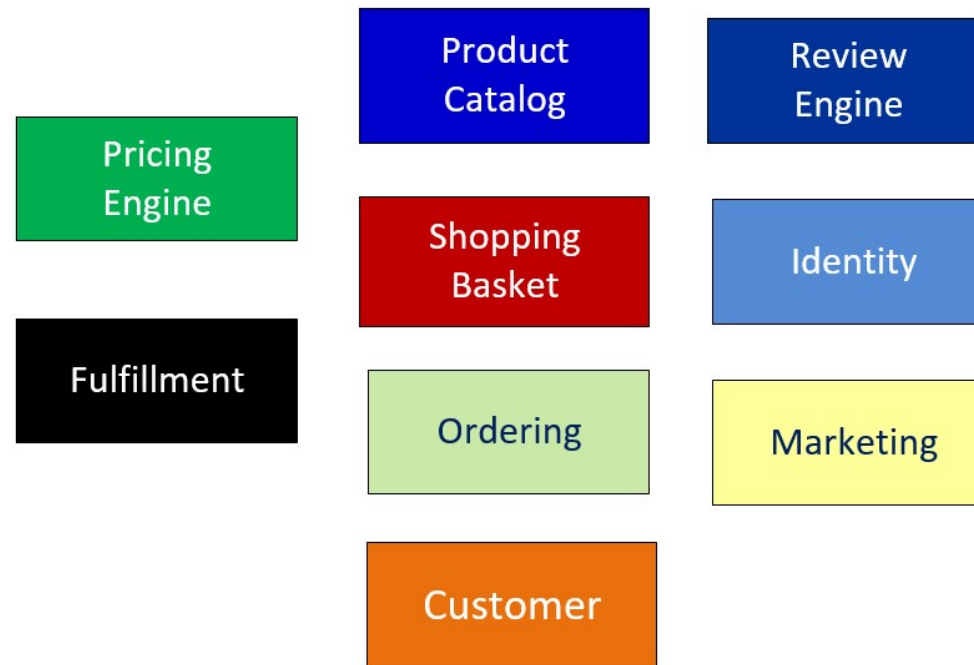 Product
Catalog
Review
Engine
Pricing
Engine
Shopping
Basket
Identity
Fulfillment
Ordering
Marketing
Customer